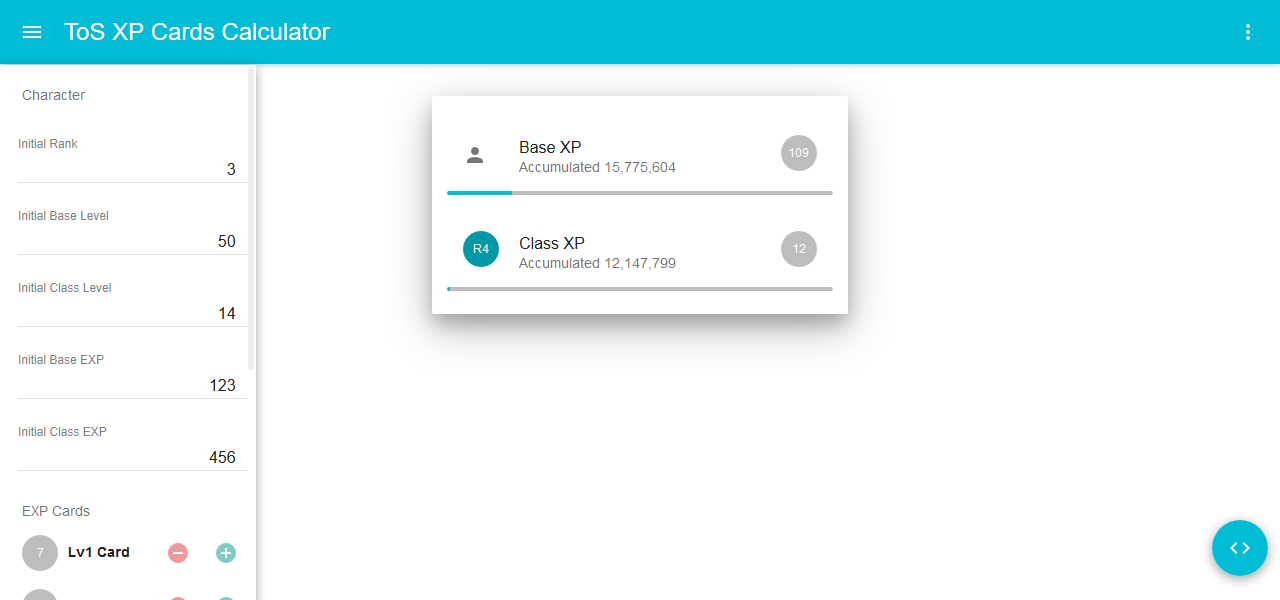 ToS XP Cards Calculator
Character
Initial Rank
3
Initial Base Level
50
Initial Class Level
14
Initial Base EXP
123
Initial Class EXP
456
EXP Cards
7 Lv1 Card
Base XP
Accumulated 15,775,604
109
R4
Class XP
Accumulated 12,147,799
12